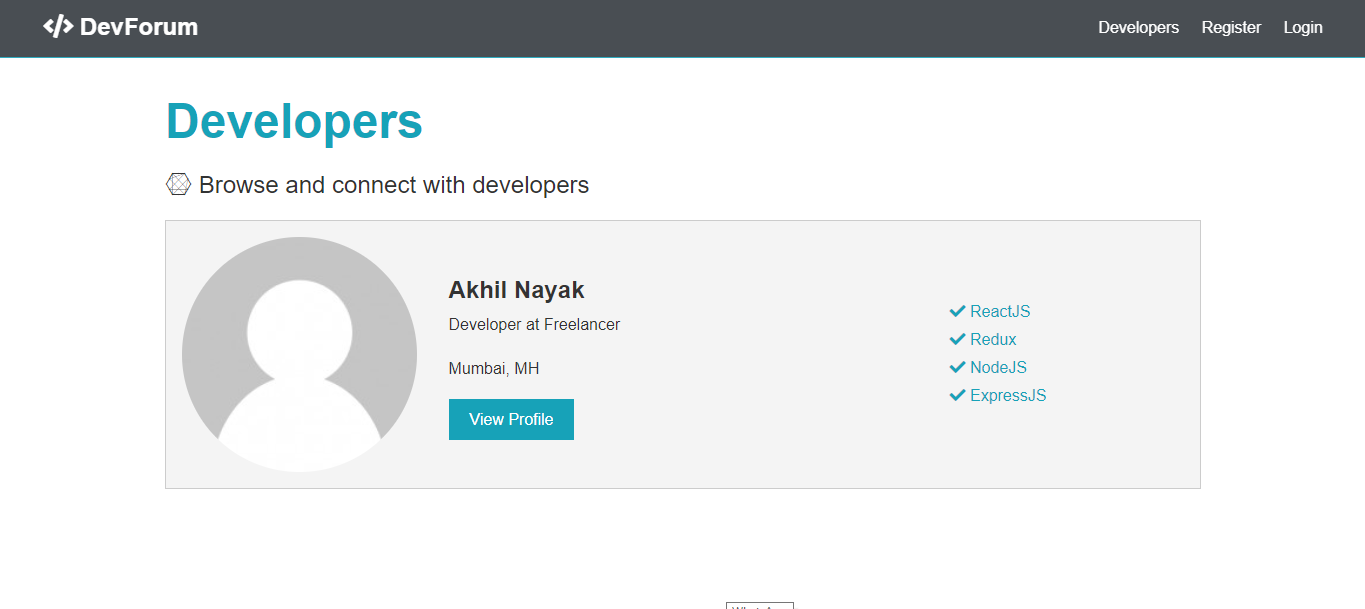 </> DevForum
Developers Register Login
Developers
Browse and connect with developers
Akhil Nayak
Developer at Freelancer
Mumbai, MH
View Profile
ReactJS
Redux
NodeJS
ExpressJS